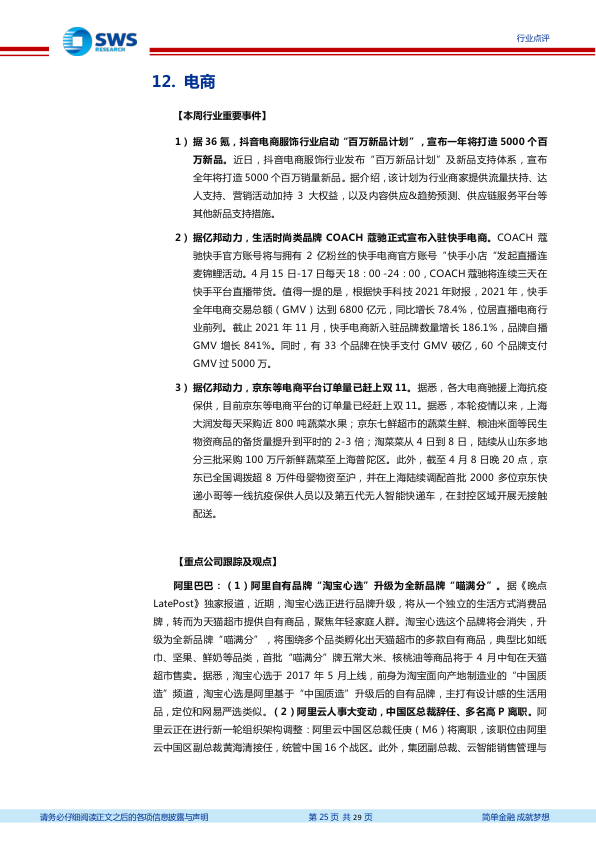 SWS
RESEARCH
行业点评
12. 电商
【本周行业重要事件】
1） 据 36 氪，抖音电商服饰行业启动“百万新品计划”，宣布一年将打造 5000 个百
万新品。近日，抖音电商服饰行业发布“百万新品计划”及新品支持体系，宣布
全年将打造 5000 个百万销量新品。据介绍，该计划为行业商家提供流量扶持、达
人支持、营销活动加持 3 大权益，以及内容供应&趋势预测、供应链服务平台等
其他新品支持措施。
2） 据亿邦动力，生活时尚类品牌 COACH 蔻驰正式宣布入驻快手电商。COACH 蔻
驰快手官方账号将与拥有 2 亿粉丝的快手电商官方账号“快手小店“发起直播连
麦锦鲤活动。4 月 15 日-17 日每天 18：00 -24：00，COACH 蔻驰将连续三天在
快手平台直播带货。值得一提的是，根据快手科技 2021 年财报，2021 年，快手
全年电商交易总额（GMV）达到 6800 亿元，同比增长 78.4%，位居直播电商行
业前列。截止 2021 年 11 月，快手电商新入驻品牌数量增长 186.1%，品牌自播
GMV 增长 841%。同时，有 33 个品牌在快手支付 GMV 破亿，60 个品牌支付
GMV 过 5000 万。
3） 据亿邦动力，京东等电商平台订单量已赶上双 11。据悉，各大电商驰援上海抗疫
保供，目前京东等电商平台的订单量已经赶上双 11。据悉，本轮疫情以来，上海
大润发每天采购近 800 吨蔬菜水果；京东七鲜超市的蔬菜生鲜、粮油米面等民生
物资商品的备货量提升到平时的 2-3 倍；淘菜菜从 4 日到 8 日，陆续从山东多地
分三批采购 100 万斤新鲜蔬菜至上海普陀区。此外，截至 4 月 8 日晚 20 点，京
东已全国调拨超 8 万件母婴物资至沪，并在上海陆续调配首批 2000 多位京东快
递小哥等一线抗疫保供人员以及第五代无人智能快递车，在封控区域开展无接触
配送。
【重点公司跟踪及观点】
阿里巴巴：（1）阿里自有品牌“淘宝心选”升级为全新品牌“喵满分”。据《晚点
LatePost》独家报道，近期，淘宝心选正进行品牌升级，将从一个独立的生活方式消费品
牌，转而为天猫超市提供自有商品，聚焦年轻家庭人群。淘宝心选这个品牌将会消失，升
级为全新品牌“喵满分”，将围绕多个品类孵化出天猫超市的多款自有商品，典型比如纸
巾、坚果、鲜奶等品类，首批“喵满分”牌五常大米、核桃油等商品将于 4 月中旬在天猫
超市售卖。据悉，淘宝心选于 2017 年 5 月上线，前身为淘宝面向产地制造业的“中国质
造”频道，淘宝心选是阿里基于“中国质造”升级后的自有品牌，主打有设计感的生活用
品，定位和网易严选类似。（2）阿里云人事大变动，中国区总裁辞任、多名高 P 离职。阿
里云正在进行新一轮组织架构调整：阿里云中国区总裁任庚（M6）将离职，该职位由阿里
云中国区副总裁黄海清接任，统管中国 16 个战区。此外，集团副总裁、云智能销售管理与
请务必仔细阅读正文之后的各项信息披露与声明
第 25 页 共 29 页
简单金融 成就梦想